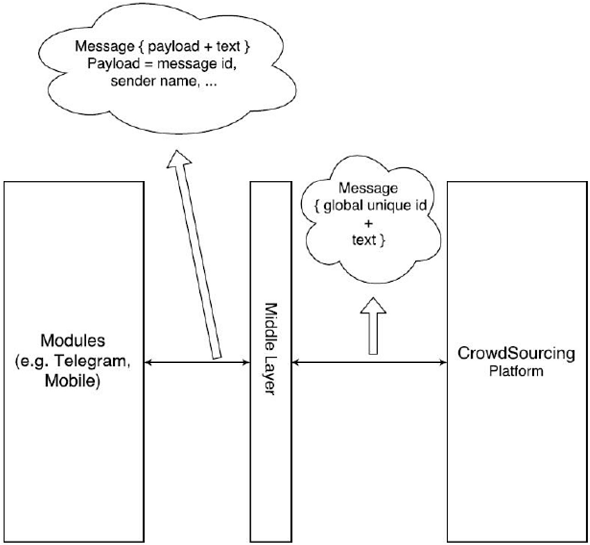 Message { payload + text }
Payload = message id,
sender name, ...
Message
{ global unique id
+
text }
Modules
(e.g. Telegram,
Mobile)
Middle Layer
CrowdSourcing
Platform